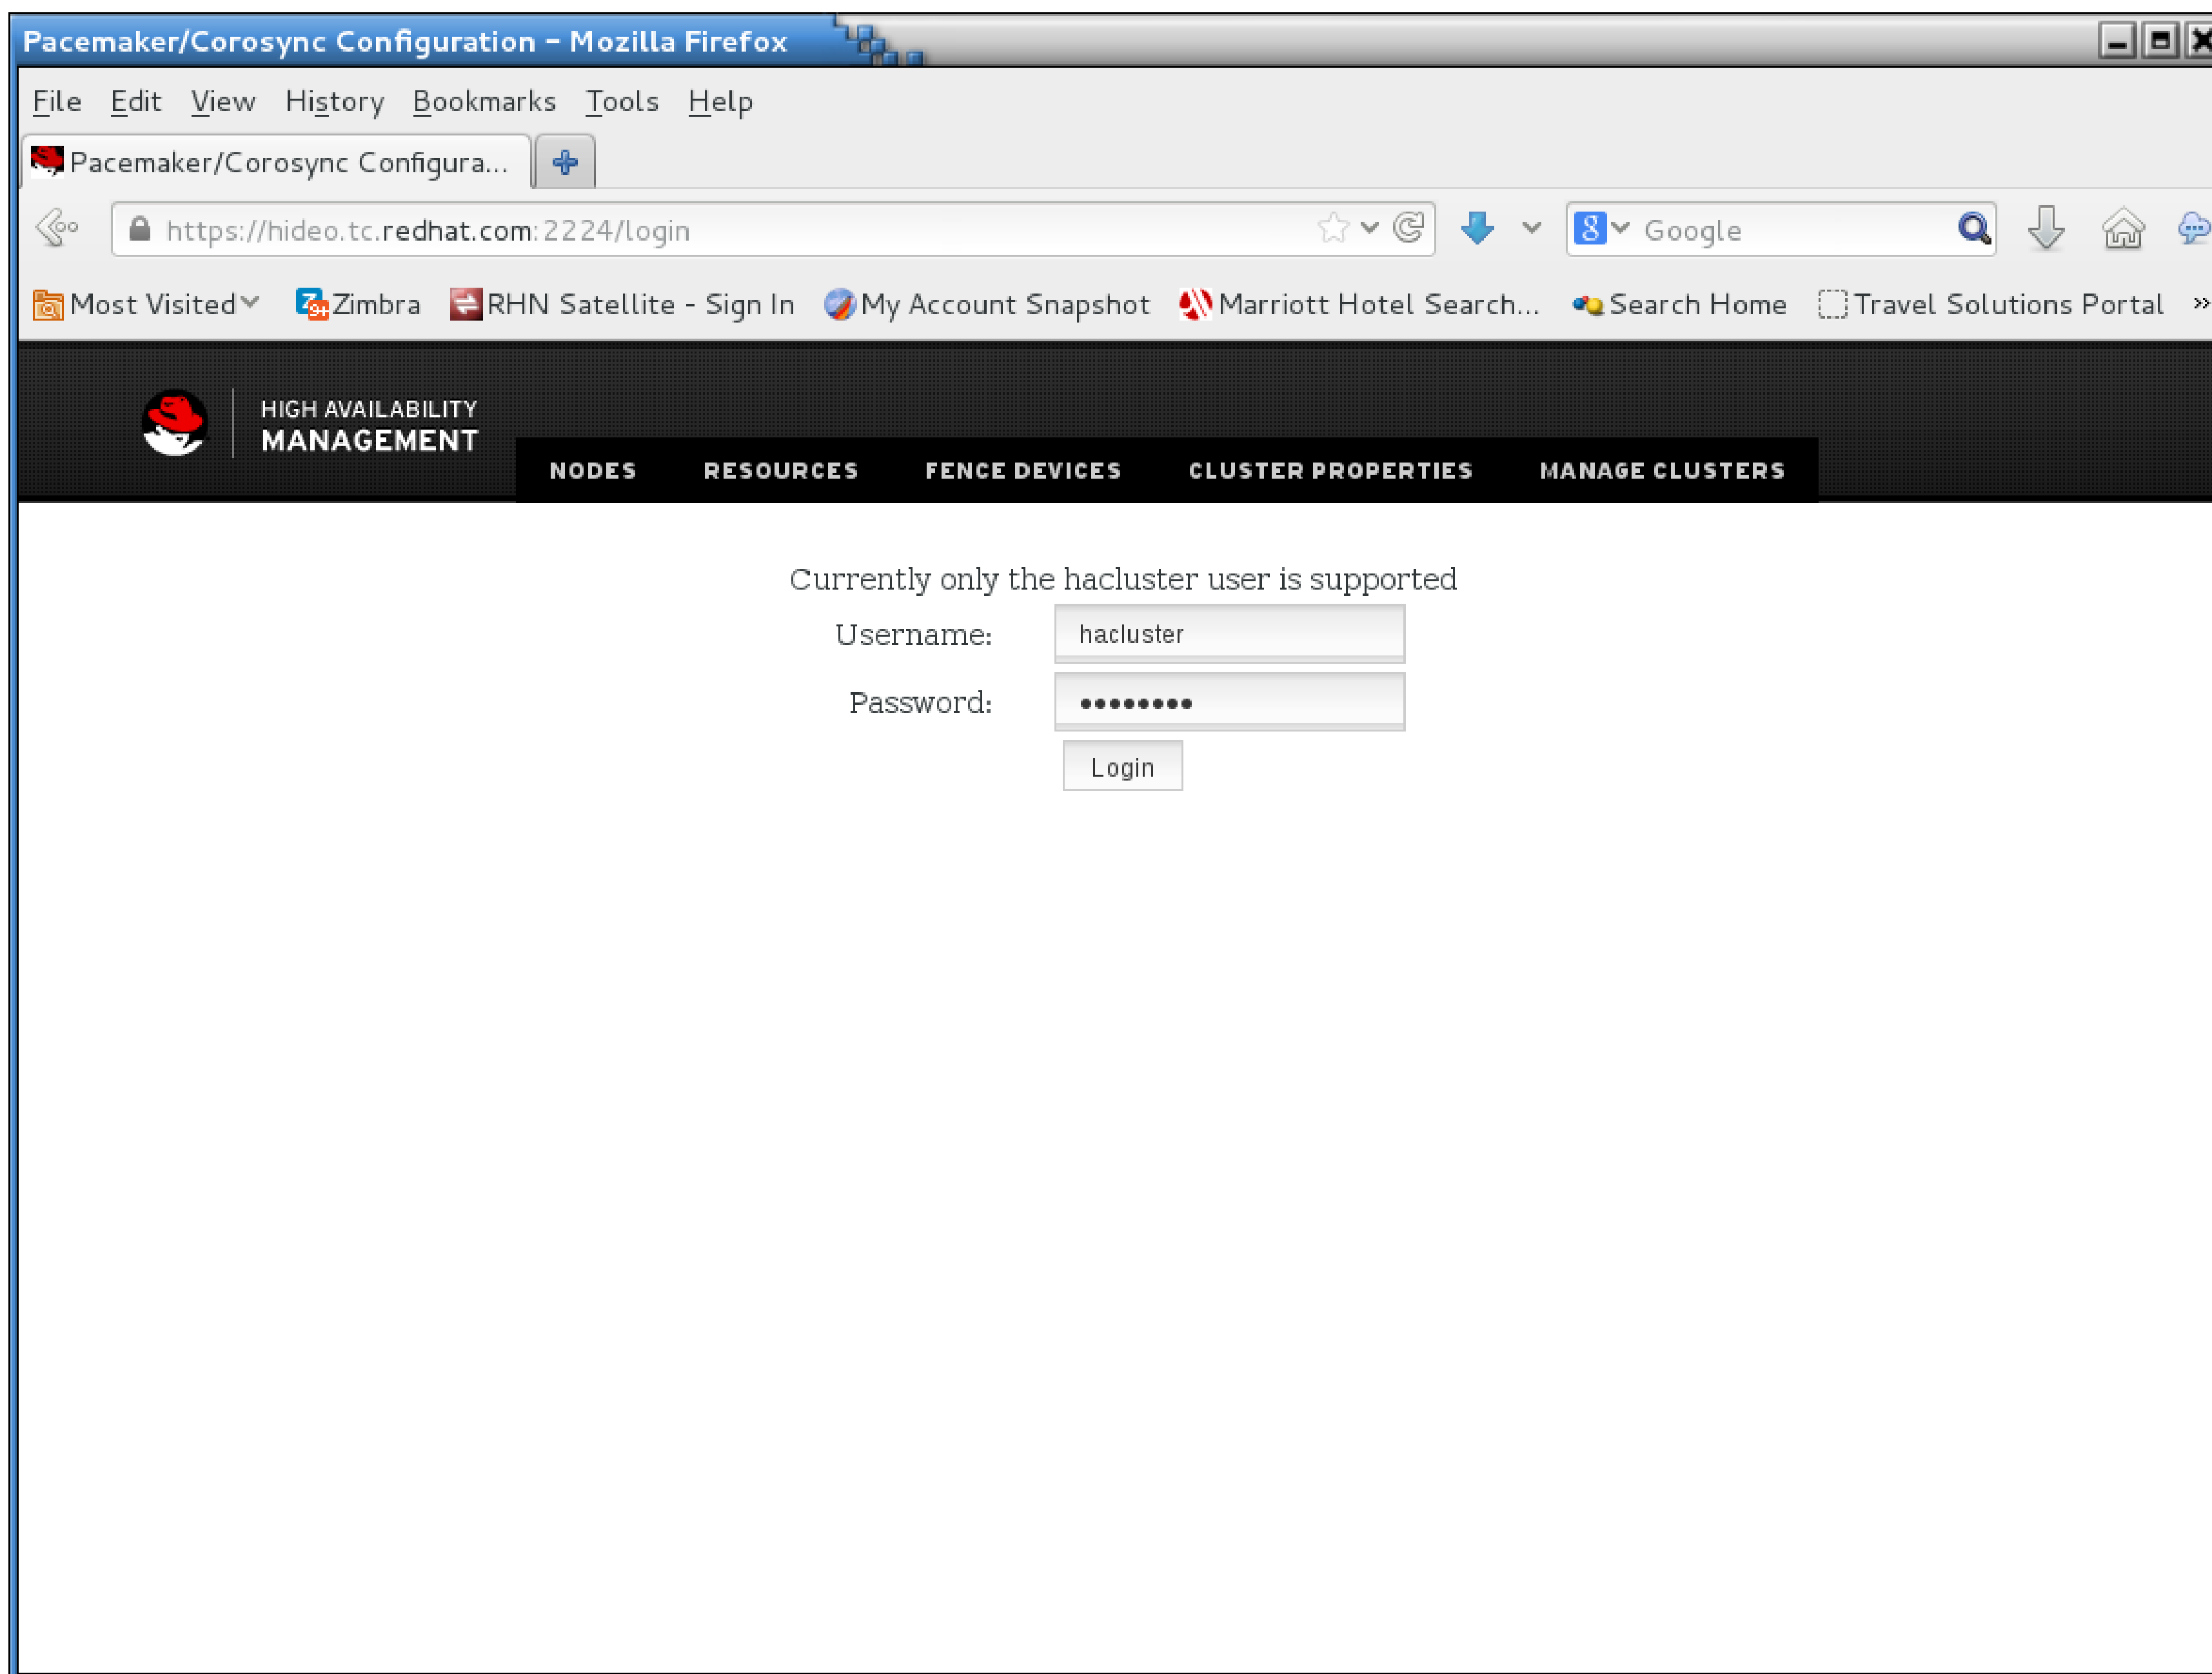 Pacemaker/Corosync Configuration - Mozilla Firefox
File Edit View History Bookmarks Tools Help
Pacemaker/Corosync Configura...
https://hideo.tc.redhat.com:2224/login
8 Google
Most Visited Zimbra RHN Satellite - Sign In My Account Snapshot Marriott Hotel Search... Search Home Travel Solutions Portal »
HIGH AVAILABILITY
MANAGEMENT
NODES RESOURCES FENCE DEVICES CLUSTER PROPERTIES MANAGE CLUSTERS
Currently only the hacluster user is supported
Username: hacluster
Password: ••••••••
Login